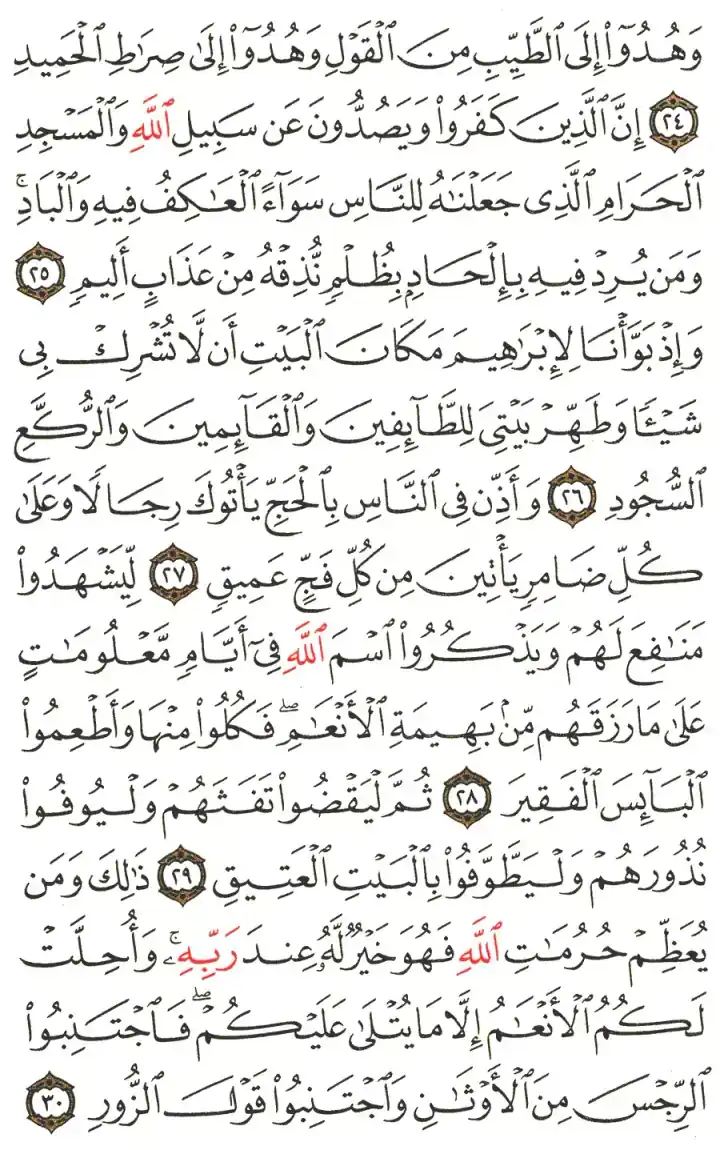 وَهُدُوٓا۟ إِلَى ٱلطَّيِّبِ مِنَ ٱلْقَوْلِ وَهُدُوٓا۟ إِلَىٰ صِرَٰطِ ٱلْحَمِيدِ
﴿٢٤﴾ إِنَّ ٱلَّذِينَ كَفَرُوا۟ وَيَصُدُّونَ عَن سَبِيلِ ٱللَّهِ وَٱلْمَسْجِدِ
ٱلْحَرَامِ ٱلَّذِى جَعَلْنَٰهُ لِلنَّاسِ سَوَآءً ٱلْعَٰكِفُ فِيهِ وَٱلْبَادِ ۚ
وَمَن يُرِدْ فِيهِ بِإِلْحَادٍۭ بِظُلْمٍ نُّذِقْهُ مِنْ عَذَابٍ أَلِيمٍ ﴿٢٥﴾
وَإِذْ بَوَّأْنَا لِإِبْرَٰهِيمَ مَكَانَ ٱلْبَيْتِ أَن لَّا تُشْرِكْ بِى
شَيْـًٔا وَطَهِّرْ بَيْتِىَ لِلطَّآئِفِينَ وَٱلْقَآئِمِينَ وَٱلرُّكَّعِ
ٱلسُّجُودِ ﴿٢٦﴾ وَأَذِّن فِى ٱلنَّاسِ بِٱلْحَجِّ يَأْتُوكَ رِجَالًا وَعَلَىٰ
كُلِّ ضَامِرٍ يَأْتِينَ مِن كُلِّ فَجٍّ عَمِيقٍ ﴿٢٧﴾ لِّيَشْهَدُوا۟
مَنَٰفِعَ لَهُمْ وَيَذْكُرُوا۟ ٱسْمَ ٱللَّهِ فِىٓ أَيَّامٍ مَّعْلُومَٰتٍ
عَلَىٰ مَا رَزَقَهُم مِّنۢ بَهِيمَةِ ٱلْأَنْعَٰمِ ۖ فَكُلُوا۟ مِنْهَا وَأَطْعِمُوا۟
ٱلْبَآئِسَ ٱلْفَقِيرَ ﴿٢٨﴾ ثُمَّ لْيَقْضُوا۟ تَفَثَهُمْ وَلْيُوفُوا۟
نُذُورَهُمْ وَلْيَطَّوَّفُوا۟ بِٱلْبَيْتِ ٱلْعَتِيقِ ﴿٢٩﴾ ذَٰلِكَ وَمَن
يُعَظِّمْ حُرُمَٰتِ ٱللَّهِ فَهُوَ خَيْرٌ لَّهُۥ عِندَ رَبِّهِۦ ۗ وَأُحِلَّتْ
لَكُمُ ٱلْأَنْعَٰمُ إِلَّا مَا يُتْلَىٰ عَلَيْكُمْ ۖ فَٱجْتَنِبُوا۟
ٱلرِّجْسَ مِنَ ٱلْأَوْثَٰنِ وَٱجْتَنِبُوا۟ قَوْلَ ٱلزُّورِ ﴿٣٠﴾